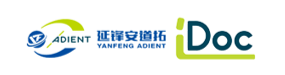 ADIENT
延锋安道拓
YANFENG ADIENT
iDoc